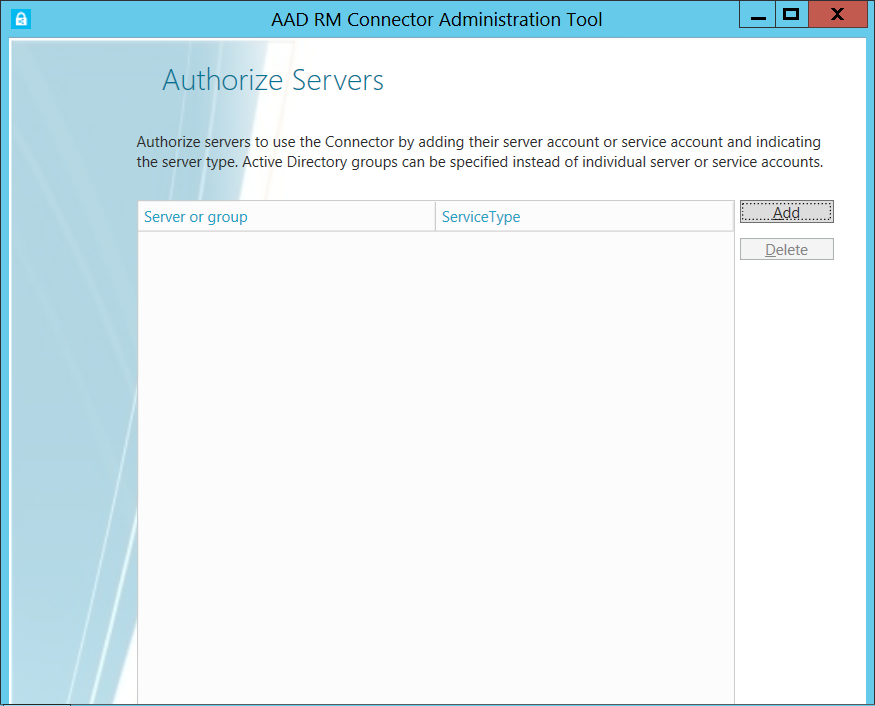 AAD RM Connector Administration Tool
Authorize Servers
Authorize servers to use the Connector by adding their server account or service account and indicating
the server type. Active Directory groups can be specified instead of individual server or service accounts.
Server or group ServiceType
Add
Delete